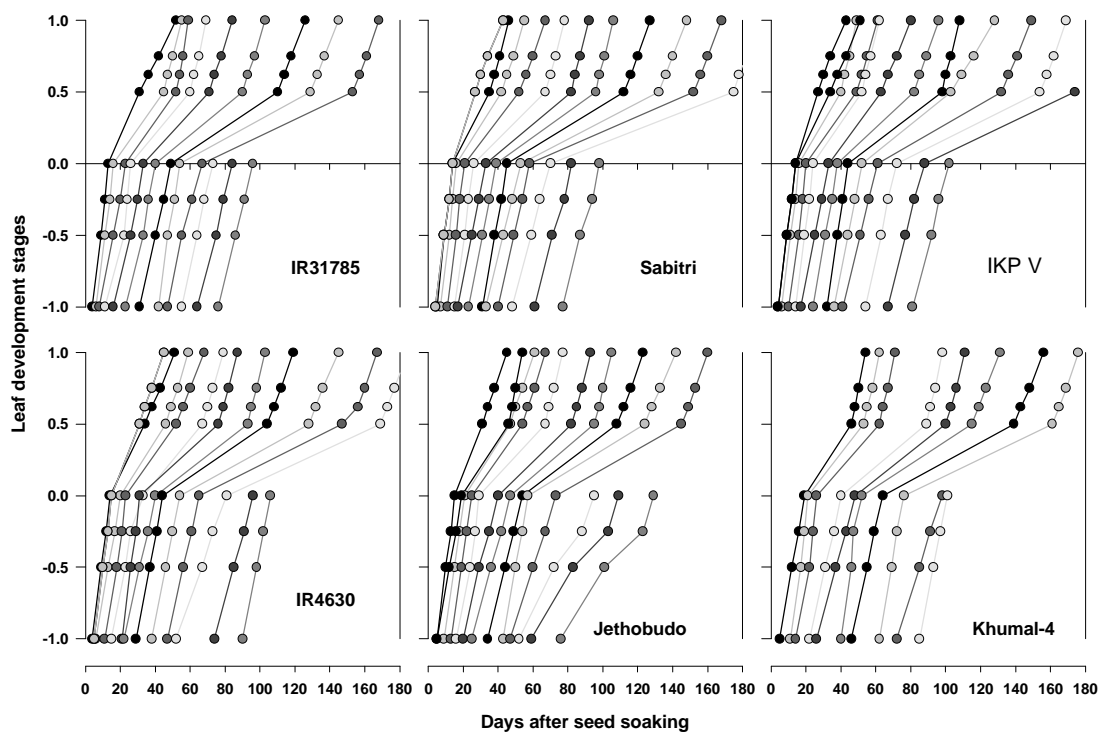 Leaf development stages
1.0
0.5
0.0
-0.5
-1.0
IR31785
Sabitri
IKP V
1.0
0.5
0.0
-0.5
-1.0
IR4630
Jethobudo
Khumal-4
0 20 40 60 80 100 120 140 160 180
0 20 40 60 80 100 120 140 160 180
0 20 40 60 80 100 120 140 160 180
Days after seed soaking